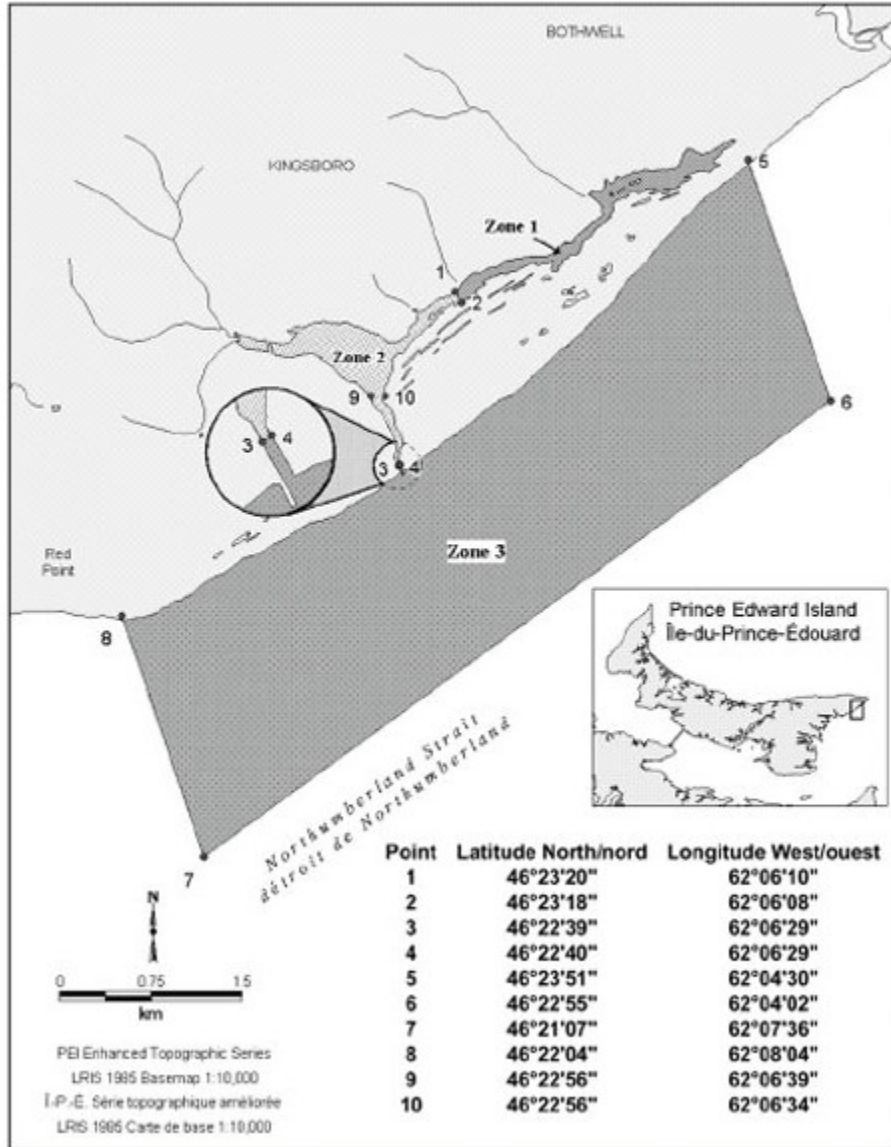 BOTHWELL
KINGSBORO
5
Zone 1
1
2
Zone 2
9 10
6
3 4
3 4
Zone 3
Red
Point
8
Prince Edward Island
Île-du-Prince-Édouard
Northumberland Strait
détroit de Northumberland
7
Point Latitude North/nord Longitude West/ouest
1 46°23'20" 62°06'10"
2 46°23'18" 62°06'08"
3 46°22'39" 62°06'29"
4 46°22'40" 62°06'29"
5 46°23'51" 62°04'30"
6 46°22'55" 62°04'02"
7 46°21'07" 62°07'36"
8 46°22'04" 62°08'04"
9 46°22'56" 62°06'39"
10 46°22'56" 62°06'34"
N
0 0.75 1.5
km
PEI Enhanced Topographic Series
LRIS 1985 Basemap 1:10,000
Î.-P.-É. Série topographique améliorée
LRIS 1985 Carte de base 1:10,000